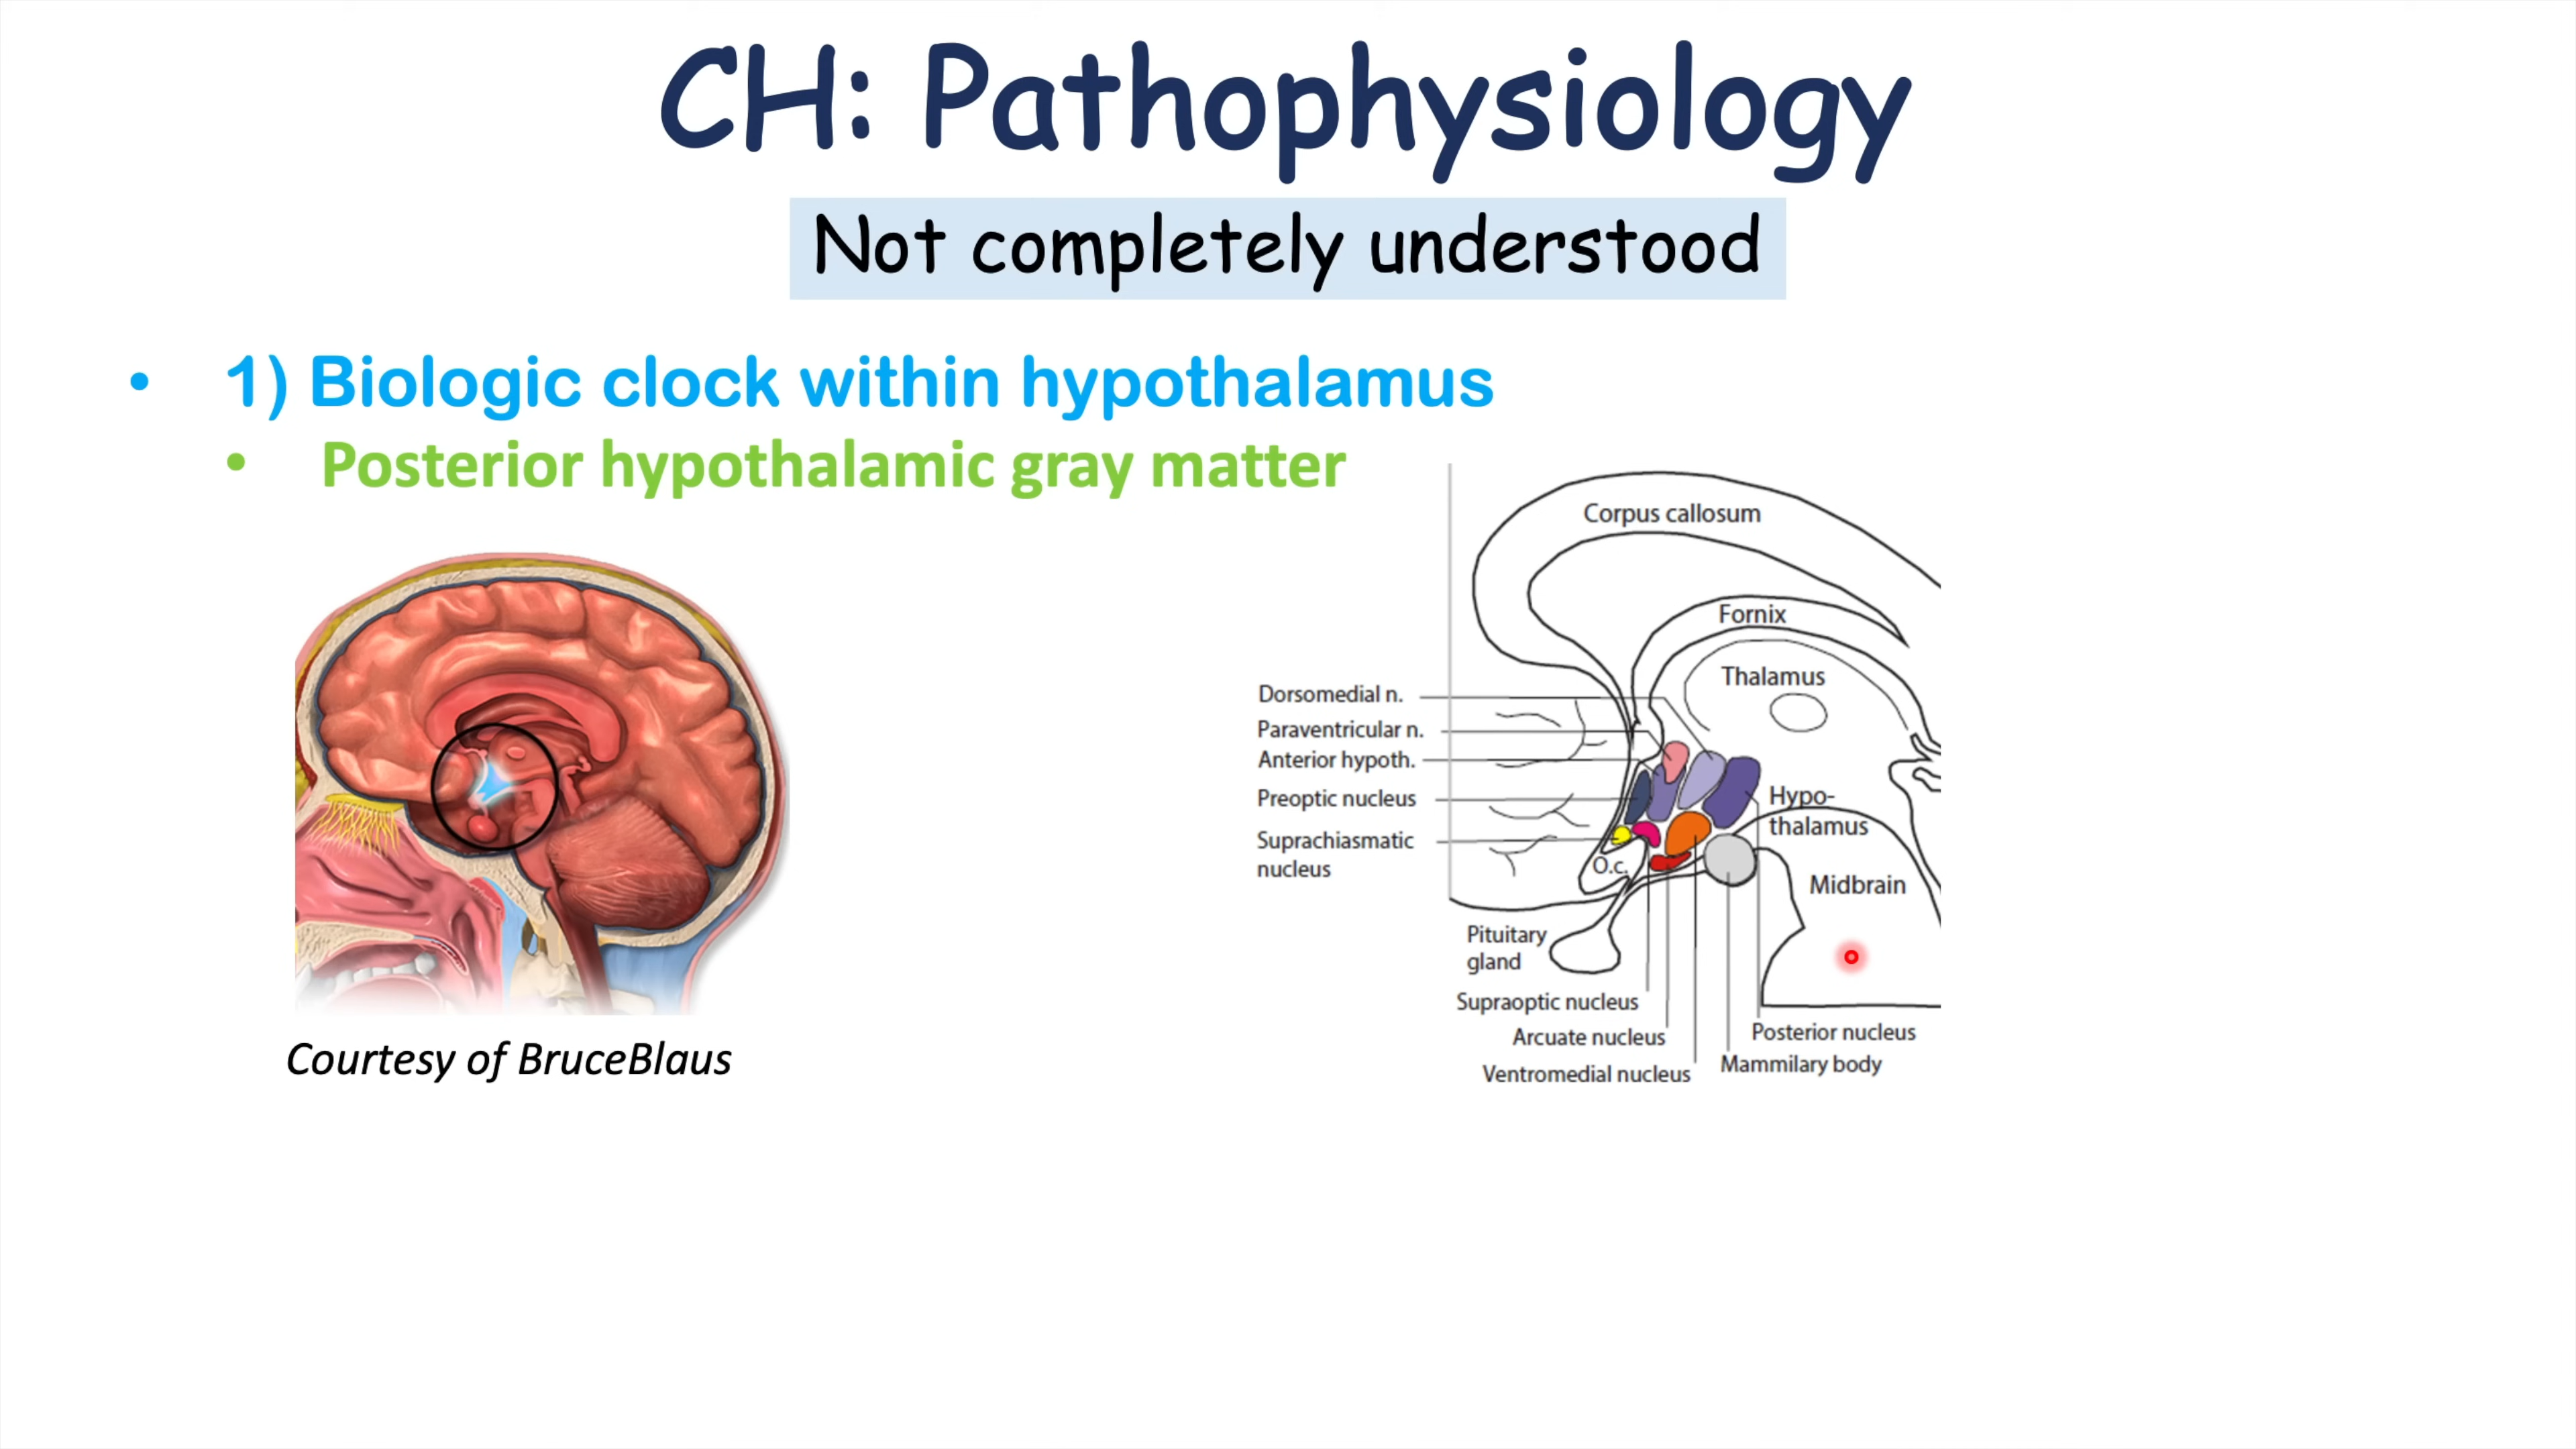 CH: Pathophysiology
Not completely understood
• 1) Biologic clock within hypothalamus
• Posterior hypothalamic gray matter
Courtesy of BruceBlaus
Corpus callosum
Fornix
Thalamus
Dorsomedial n.
Paraventricular n.
Anterior hypoth.
Preoptic nucleus
Suprachiasmatic
nucleus
Hypo-
thalamus
O.c.
Midbrain
Pituitary
gland
Supraoptic nucleus
Arcuate nucleus
Ventromedial nucleus
Posterior nucleus
Mammilary body